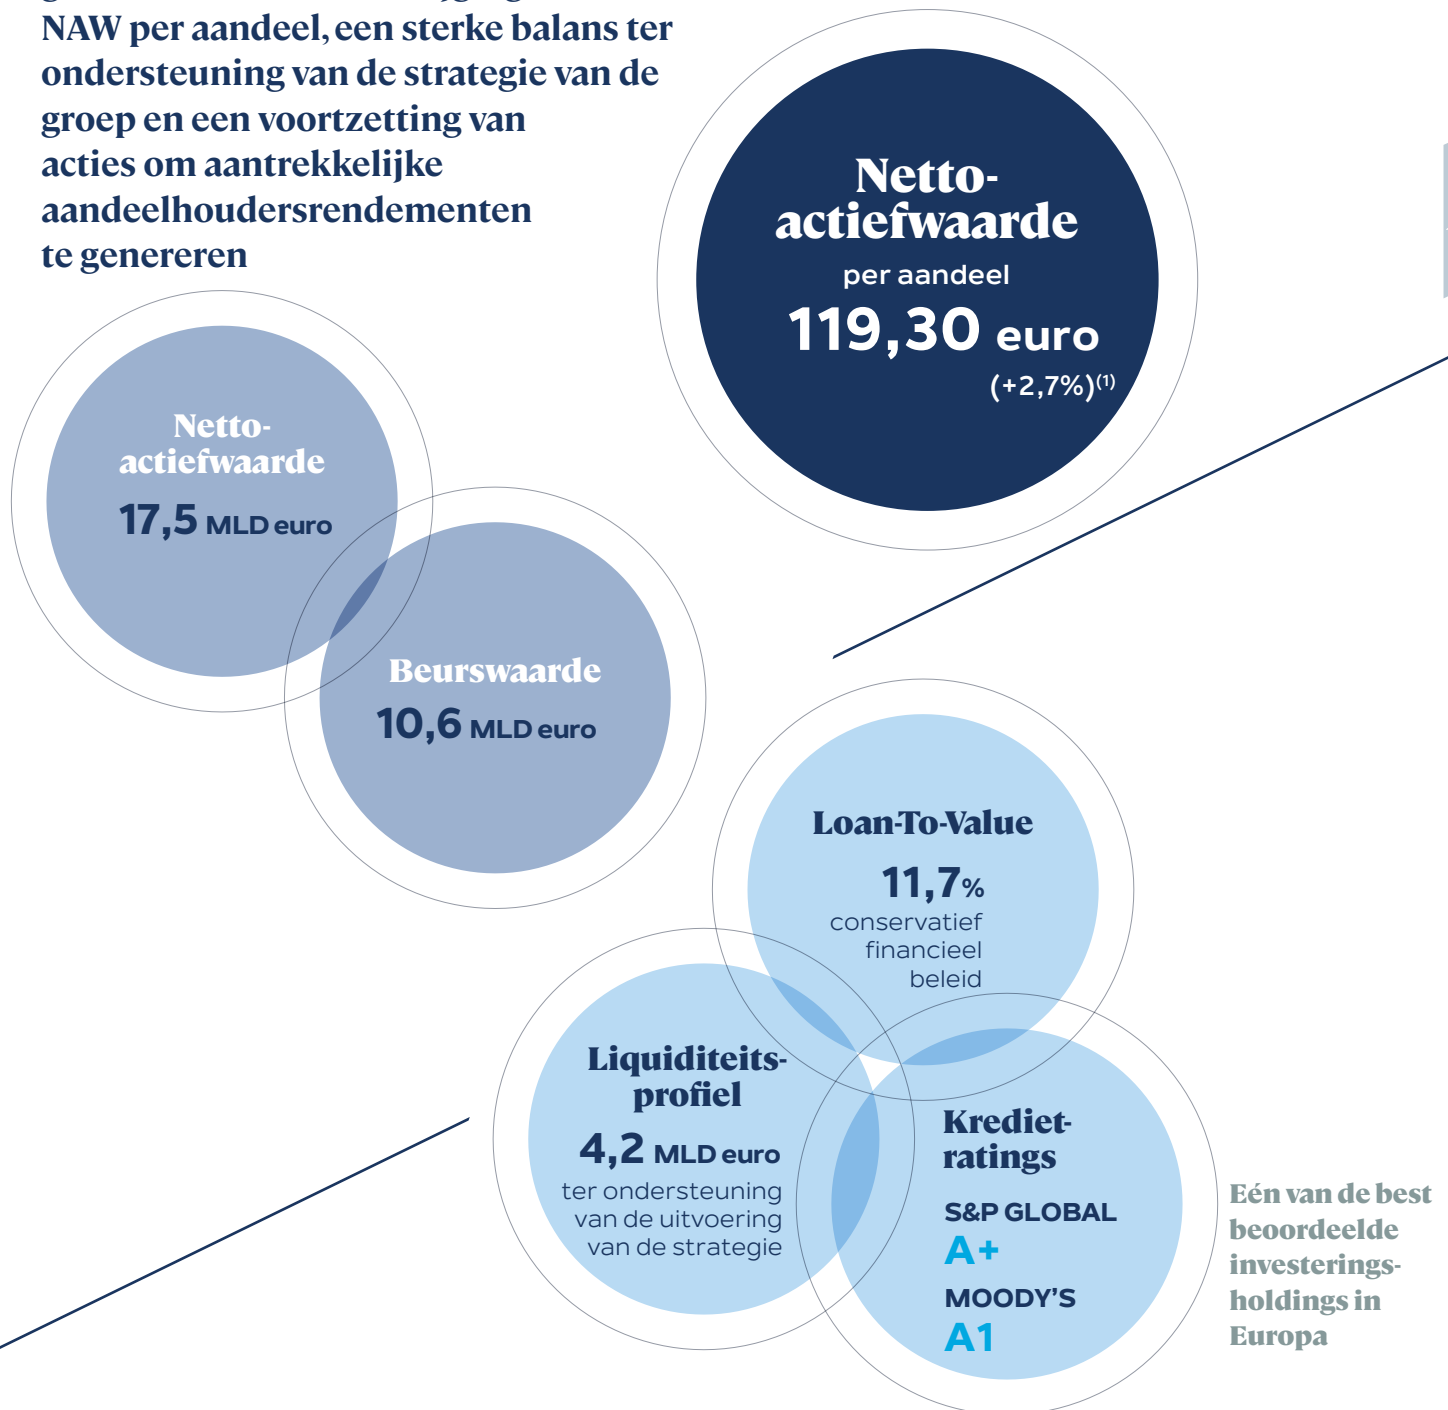 NAW per aandeel, een sterke balans ter
ondersteuning van de strategie van de
groep en een voortzetting van
acties om aantrekkelijke
aandeelhoudersrendementen
te genereren
Netto-
actiefwaarde
per aandeel
119,30 euro
(+2,7%)(1)
Netto-
actiefwaarde
17,5 MLD euro
Beurswaarde
10,6 MLD euro
Loan-To-Value
11,7%
conservatief
financieel
beleid
Liquiditeits-
profiel
4,2 MLD euro
ter ondersteuning
van de uitvoering
van de strategie
Krediet-
ratings
S&P GLOBAL
A+
MOODY'S
A1
Eén van de best
beoordeelde
investerings-
holdings in
Europa